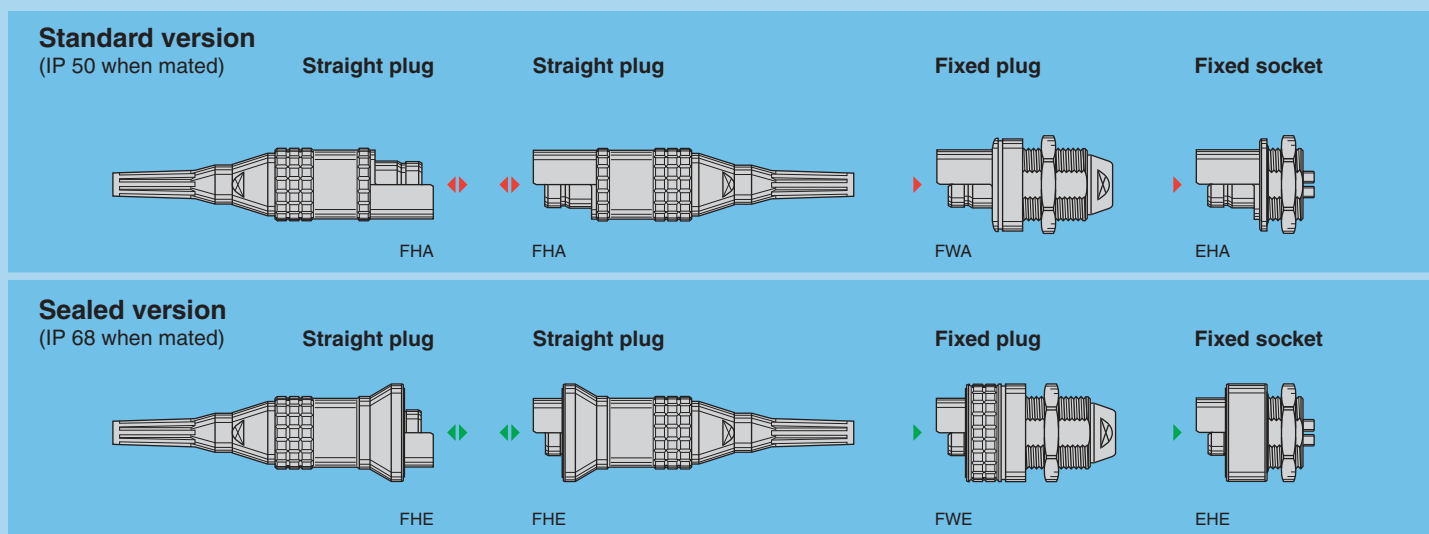 Standard version
(IP 50 when mated)
Straight plug
Straight plug
Fixed plug
Fixed socket
FHA
FHA
FWA
EHA
Sealed version
(IP 68 when mated)
Straight plug
Straight plug
Fixed plug
Fixed socket
FHE
FHE
FWE
EHE